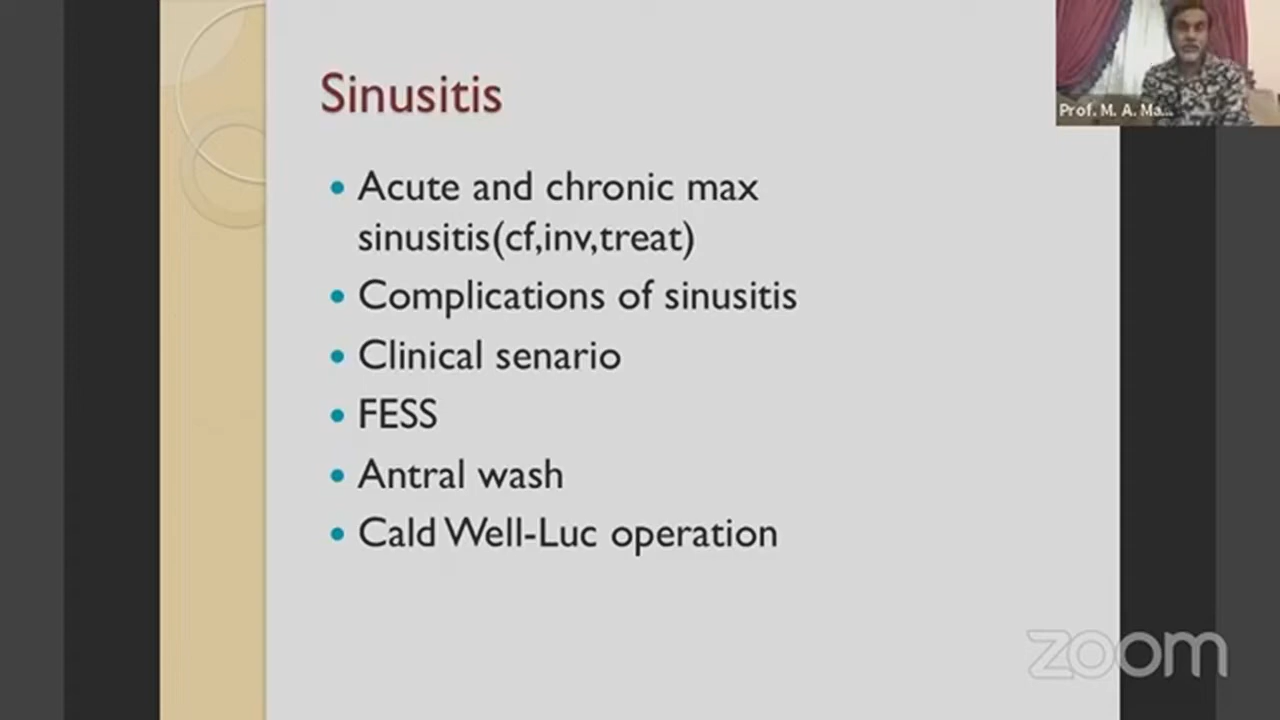 Sinusitis
Prof. M. A. Ma...
• Acute and chronic max
sinusitis(cf,inv,treat)
• Complications of sinusitis
• Clinical senario
• FESS
• Antral wash
• Cald Well-Luc operation
zoom